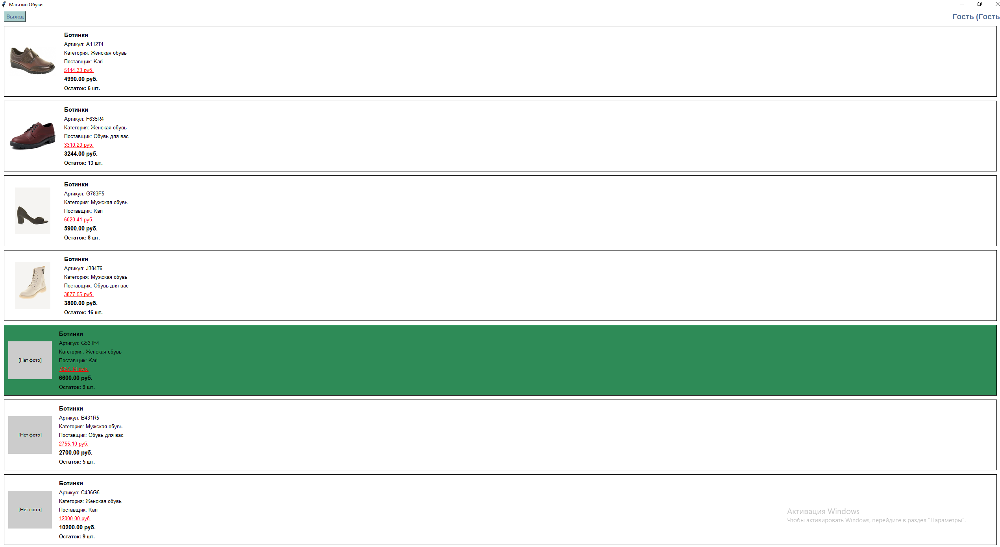 Магазин Обуви
Выход
Гость (Гость
Ботинки
Артикул: A112T4
Категория: Женская обувь
Поставщик: Kari
5144.33 руб.
4990.00 руб.
Остаток: 6 шт.
Ботинки
Артикул: F635R4
Категория: Женская обувь
Поставщик: Обувь для вас
3310.20 руб.
3244.00 руб.
Остаток: 13 шт.
Ботинки
Артикул: G783F5
Категория: Мужская обувь
Поставщик: Kari
6020.41 руб.
5900.00 руб.
Остаток: 8 шт.
Ботинки
Артикул: J384T6
Категория: Мужская обувь
Поставщик: Обувь для вас
3877.55 руб.
3800.00 руб.
Остаток: 16 шт.
[Нет фото]
Ботинки
Артикул: G531F4
Категория: Женская обувь
Поставщик: Kari
7857.14 руб.
6600.00 руб.
Остаток: 9 шт.
[Нет фото]
Ботинки
Артикул: B431R5
Категория: Мужская обувь
Поставщик: Обувь для вас
2755.10 руб.
2700.00 руб.
Остаток: 5 шт.
[Нет фото]
Ботинки
Артикул: C436G5
Категория: Женская обувь
Поставщик: Kari
12000.00 руб.
10200.00 руб.
Остаток: 9 шт.
Активация Windows
Чтобы активировать Windows, перейдите в раздел "Параметры".